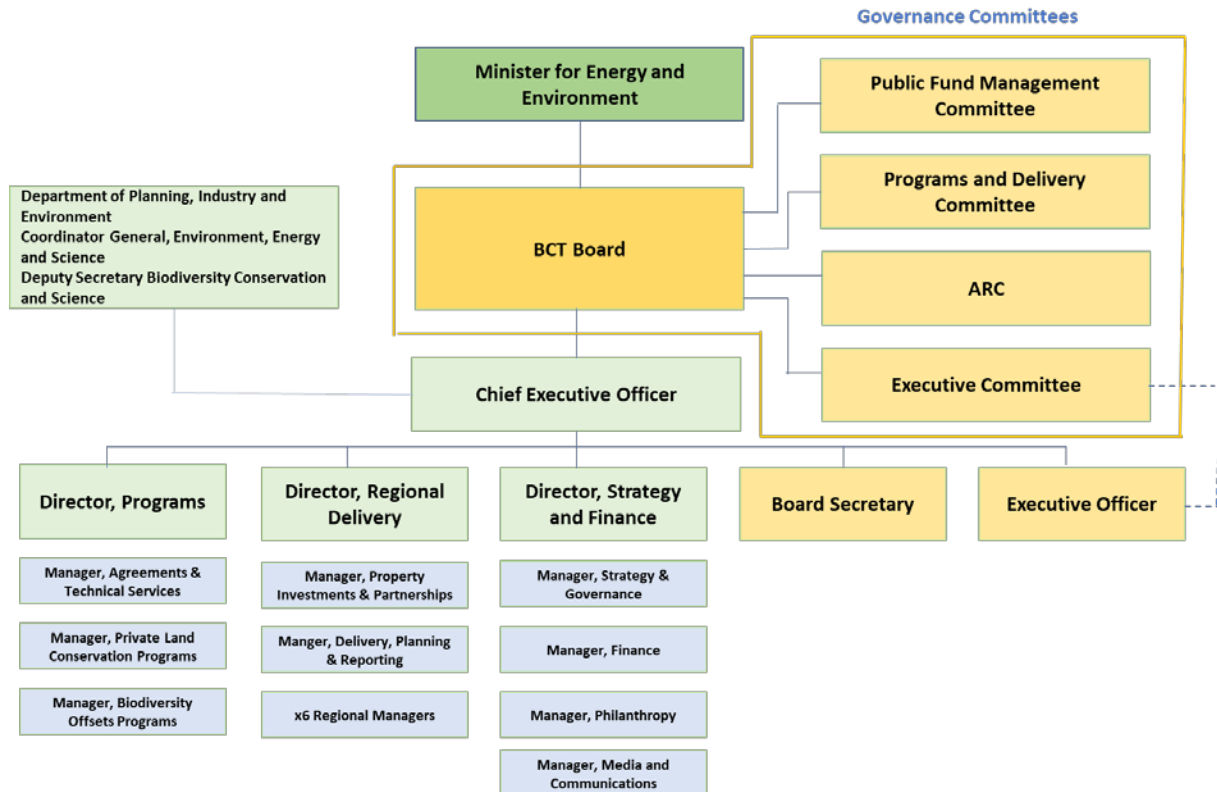 Governance Committees
Minister for Energy and
Environment
Public Fund Management
Committee
Programs and Delivery
Committee
Department of Planning, Industry and
Environment
Coordinator General, Environment, Energy
and Science
Deputy Secretary Biodiversity Conservation
and Science
BCT Board
ARC
Executive Committee
Chief Executive Officer
Director, Programs
Director, Regional
Delivery
Director, Strategy
and Finance
Board Secretary
Executive Officer
Manager, Agreements &
Technical Services
Manager, Private Land
Conservation Programs
Manager, Biodiversity
Offsets Programs
Manager, Property
Investments & Partnerships
Manger, Delivery, Planning
& Reporting
x6 Regional Managers
Manager, Strategy &
Governance
Manager, Finance
Manager, Philanthropy
Manager, Media and
Communications